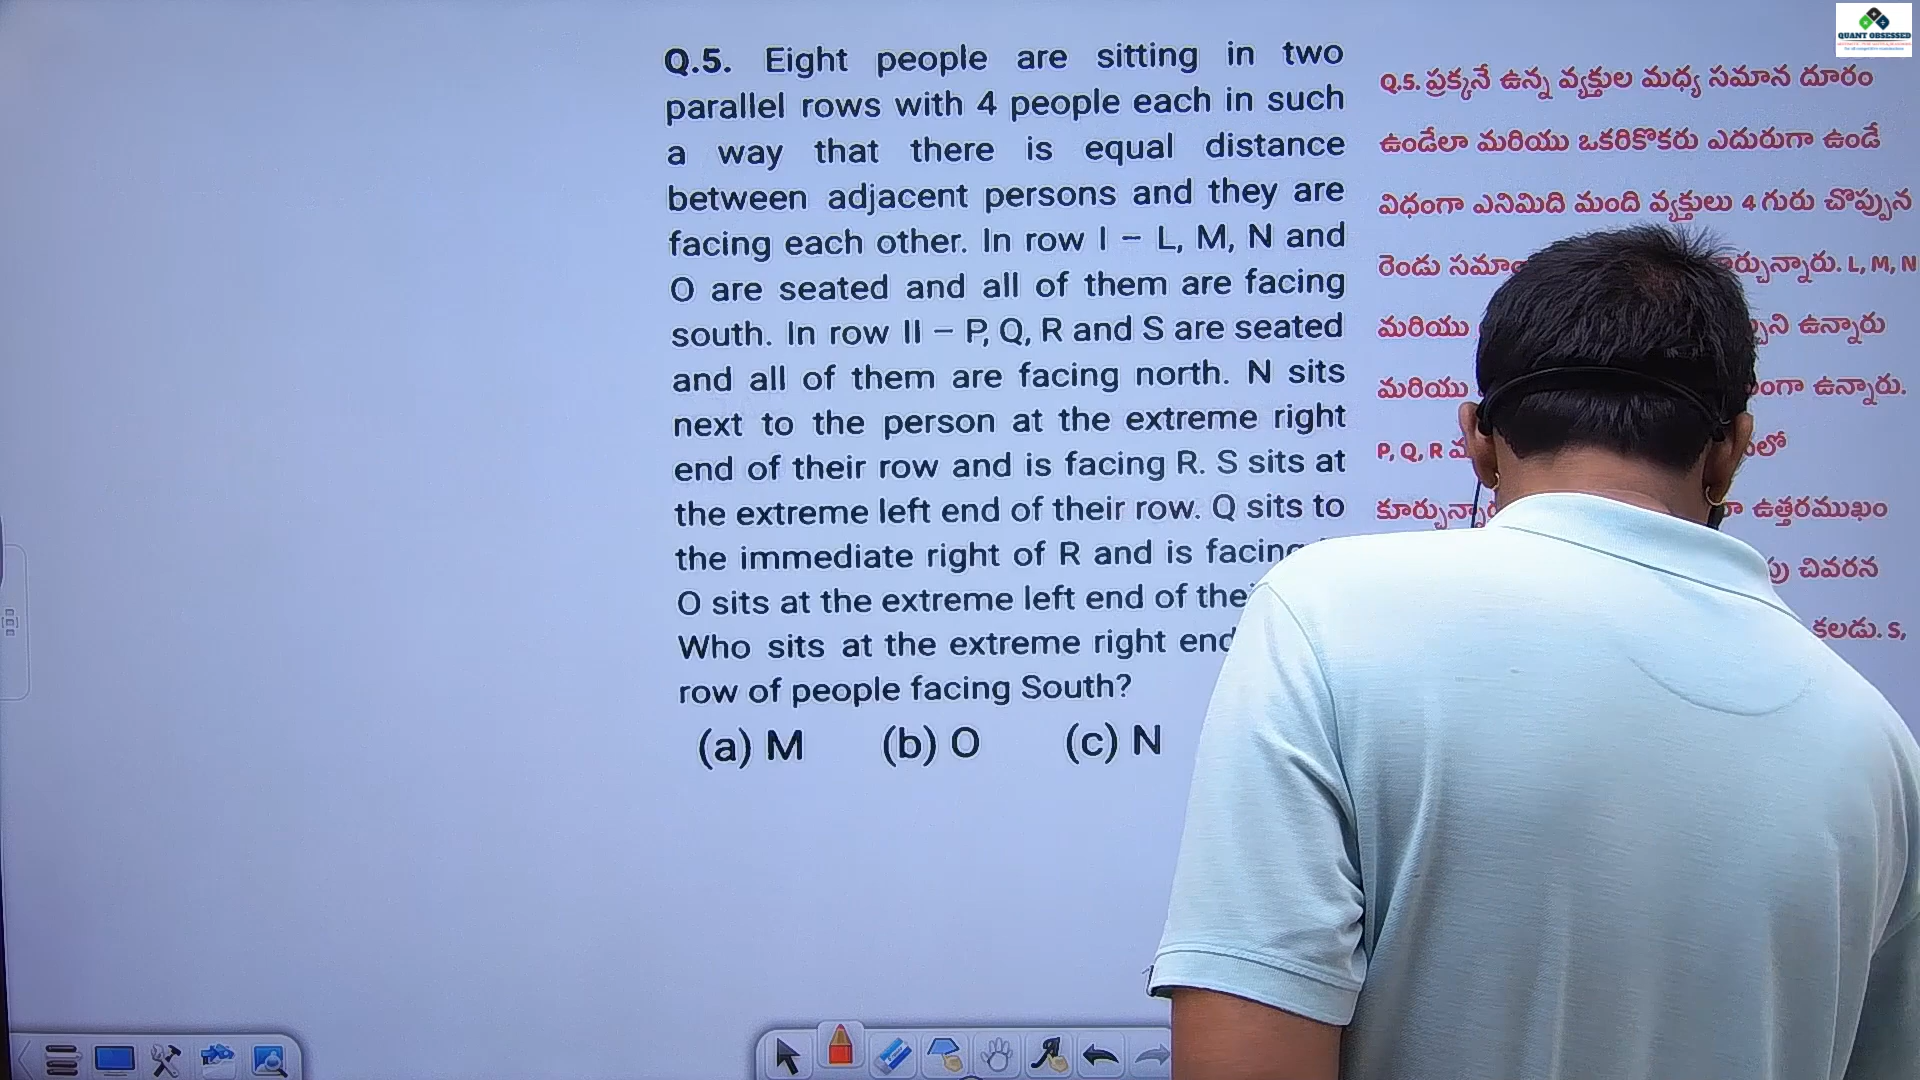 QUANT OBSESSED
Q.5. Eight people are sitting in two
parallel rows with 4 people each in such
a way that there is equal distance
between adjacent persons and they are
facing each other. In row I – L, M, N and
O are seated and all of them are facing
south. In row II – P, Q, R and S are seated
and all of them are facing north. N sits
next to the person at the extreme right
end of their row and is facing R. S sits at
the extreme left end of their row. Q sits to
the immediate right of R and is facing
O sits at the extreme left end of
Who sits at the extreme right end
row of people facing South?
(a) M (b) O (c) N
Q.5. ప్రక్కనే ఉన్న వ్యక్తుల మధ్య సమాన దూరం
ఉండేలా మరియు ఒకరికొకరు ఎదురుగా ఉండే
విధంగా ఎనిమిది మంది వ్యక్తులు 4 గురు చొప్పున
రెండు L, M, N
మరియు ఉన్నారు
మరియు ఉన్నారు.
P, Q, R
ఉత్తరముఖం
చివరన
కలడు. S,